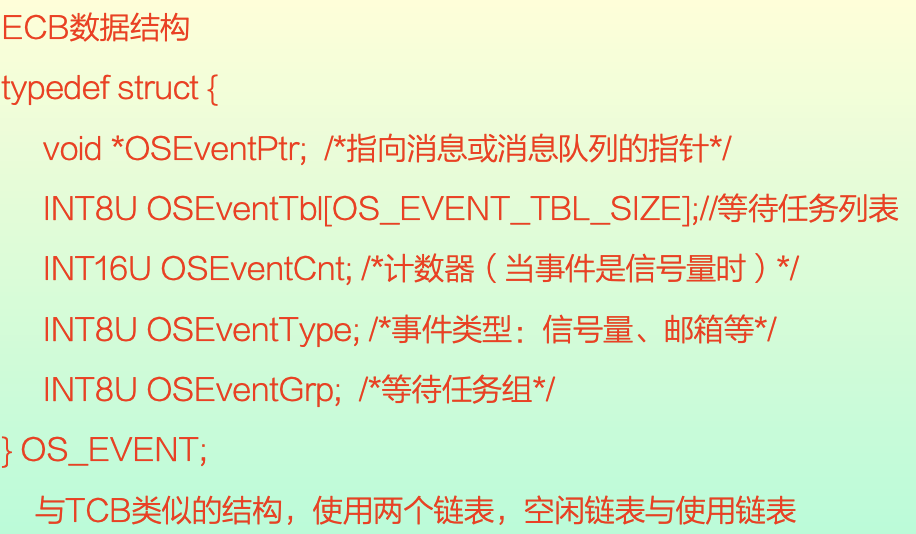 ECB数据结构
typedef struct {
void *OSEventPtr; /*指向消息或消息队列的指针*/
INT8U OSEventTbl[OS_EVENT_TBL_SIZE];//等待任务列表
INT16U OSEventCnt; /*计数器（当事件是信号量时）*/
INT8U OSEventType; /*事件类型：信号量、邮箱等*/
INT8U OSEventGrp; /*等待任务组*/
} OS_EVENT;
与TCB类似的结构，使用两个链表，空闲链表与使用链表